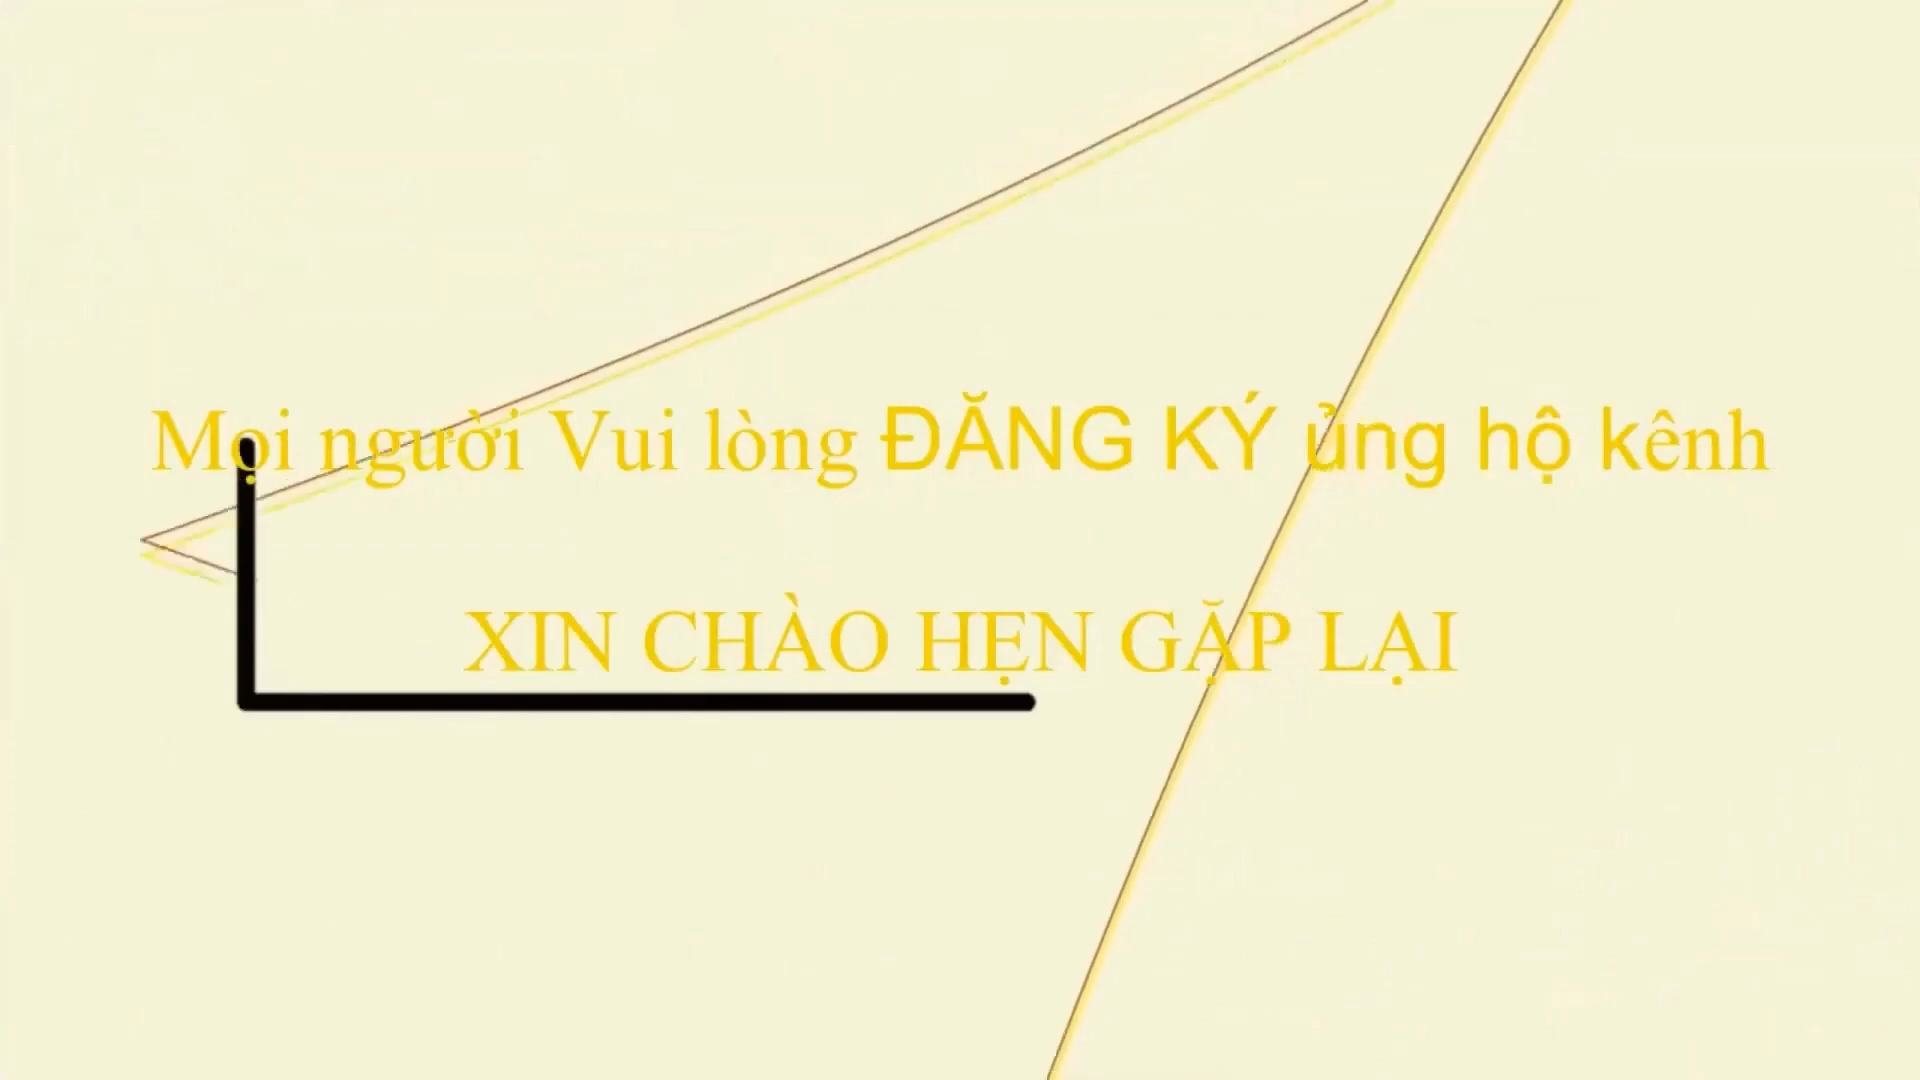 Mọi người Vui lòng ĐĂNG KÝ ủng hộ kênh
XIN CHÀO HẸN GẶP LẠI